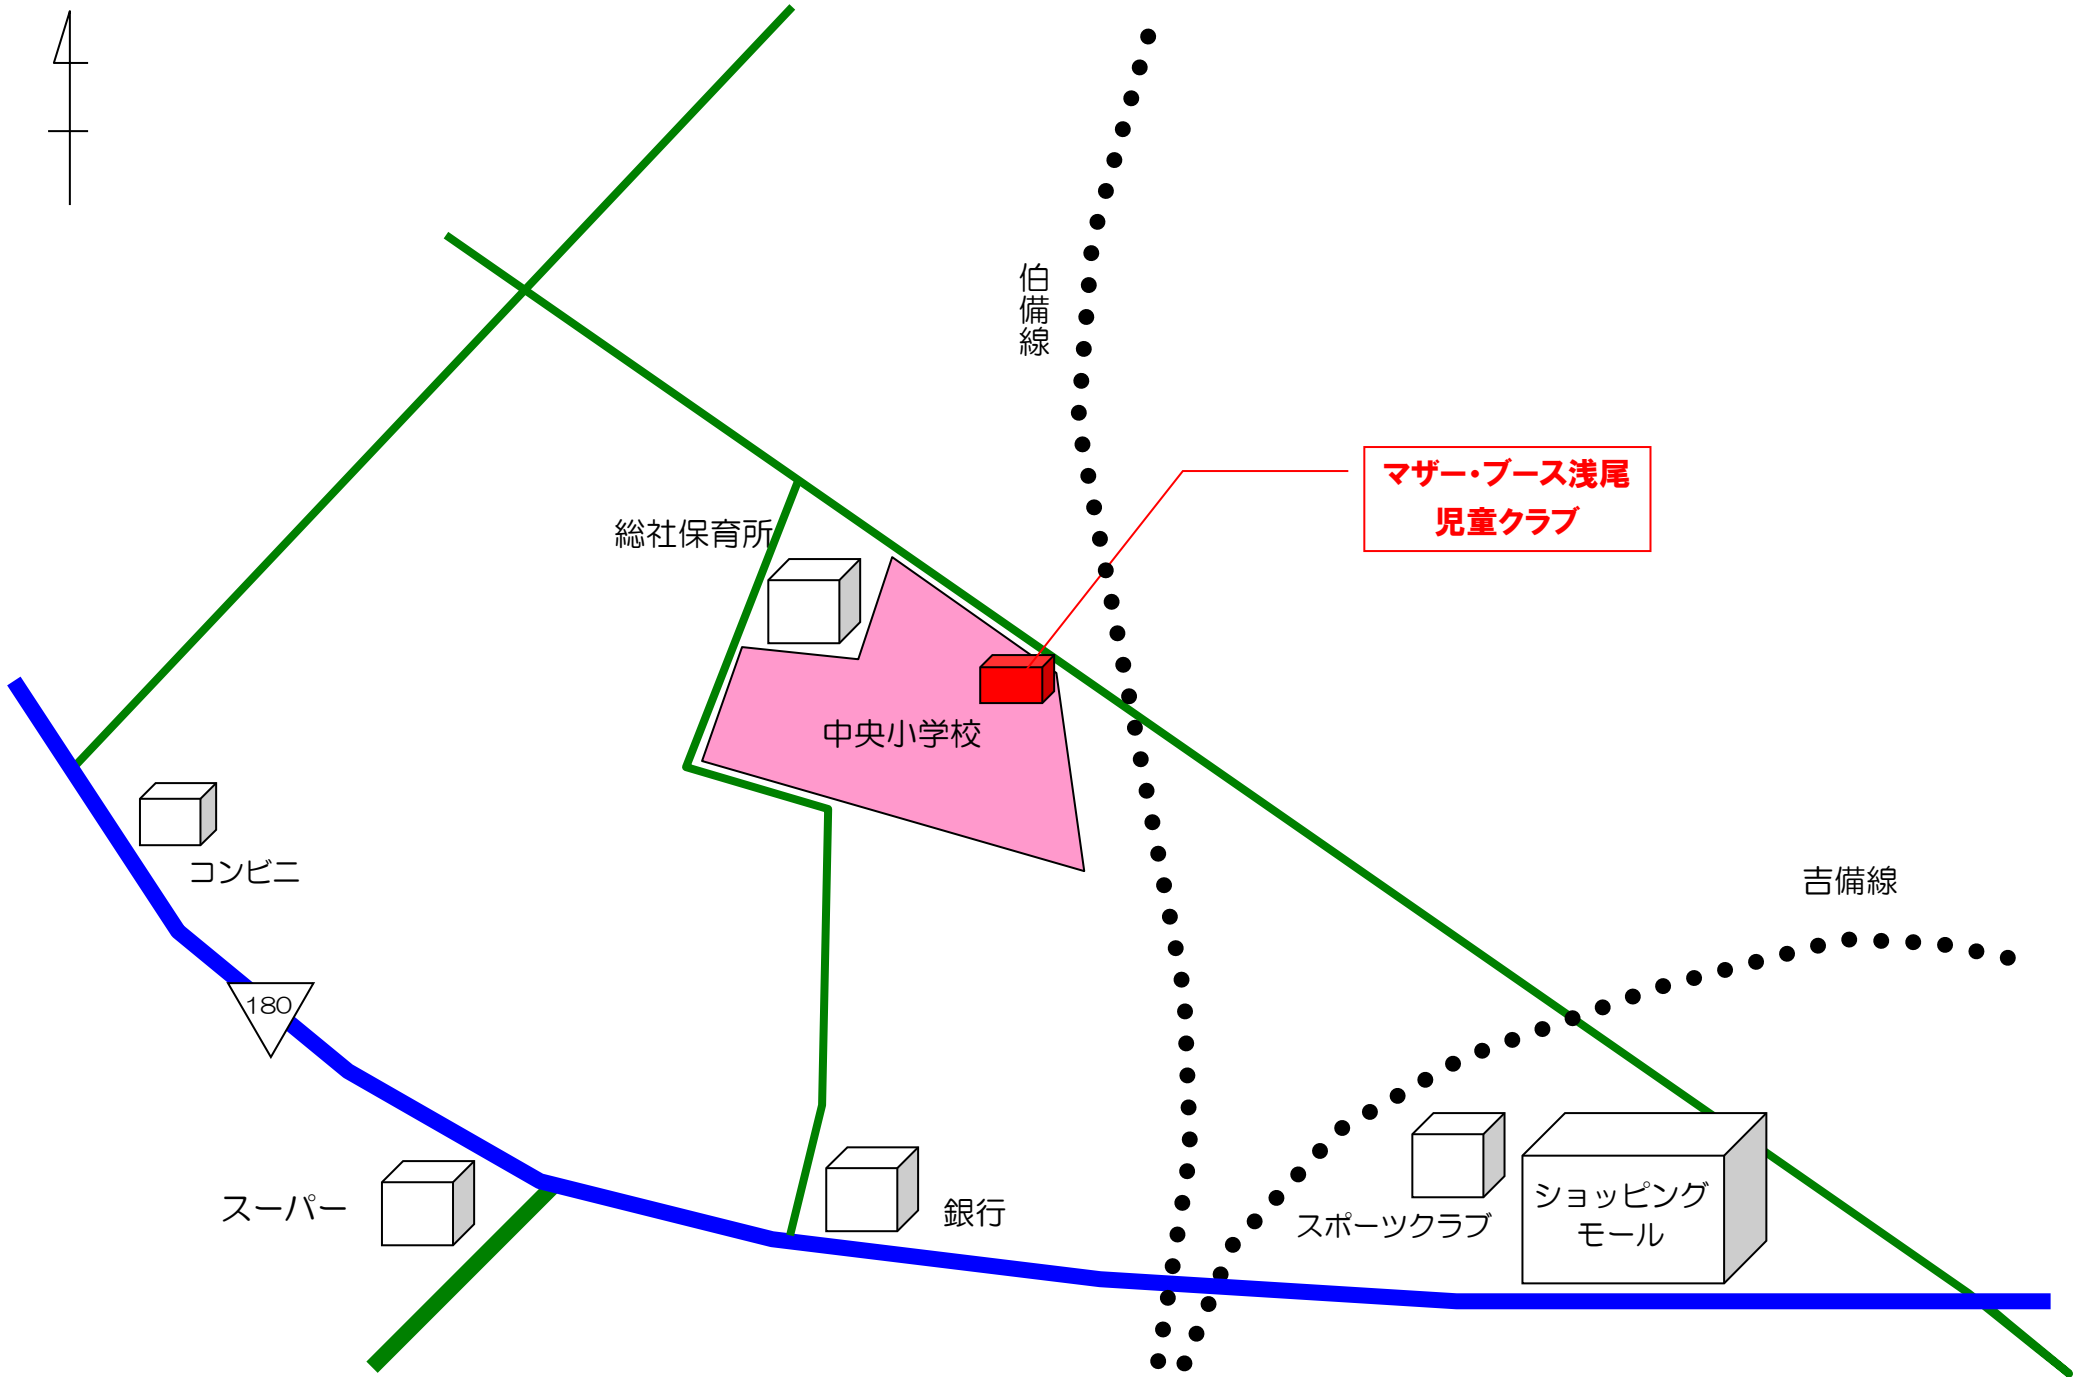 伯備線
マザー・ブース浅尾
児童クラブ
総社保育所
中央小学校
コンビニ
吉備線
180
スーパー
銀行
スポーツクラブ
ショッピング
モール